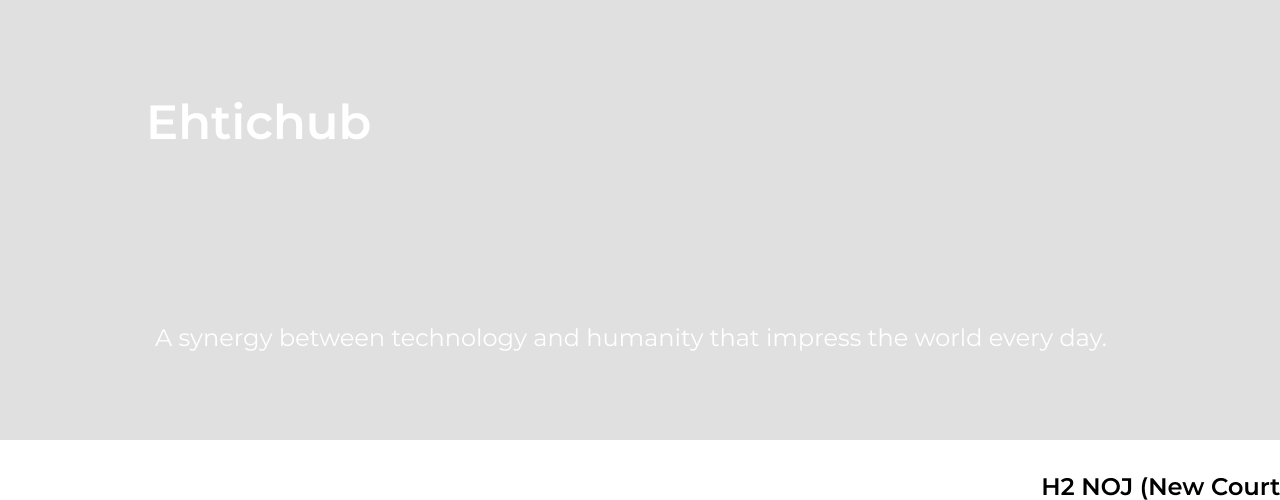 Ehtichub
A synergy between technology and humanity that impress the world every day.
H2 NOJ (New Court